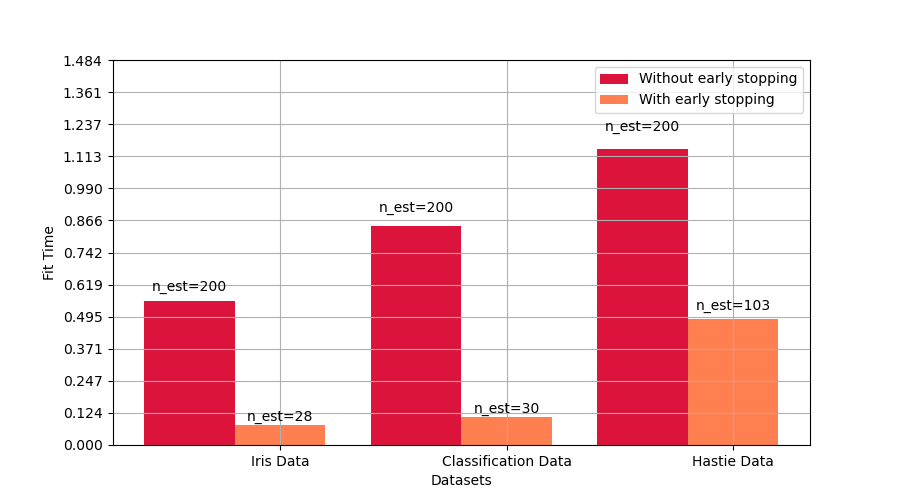 1.484
1.361
1.237
1.113
0.990
0.866
0.742
0.619
0.495
0.371
0.247
0.124
0.000
Fit Time
Without early stopping
With early stopping
n_est=200
n_est=200
n_est=200
n_est=103
n_est=28
n_est=30
Iris Data
Classification Data
Hastie Data
Datasets